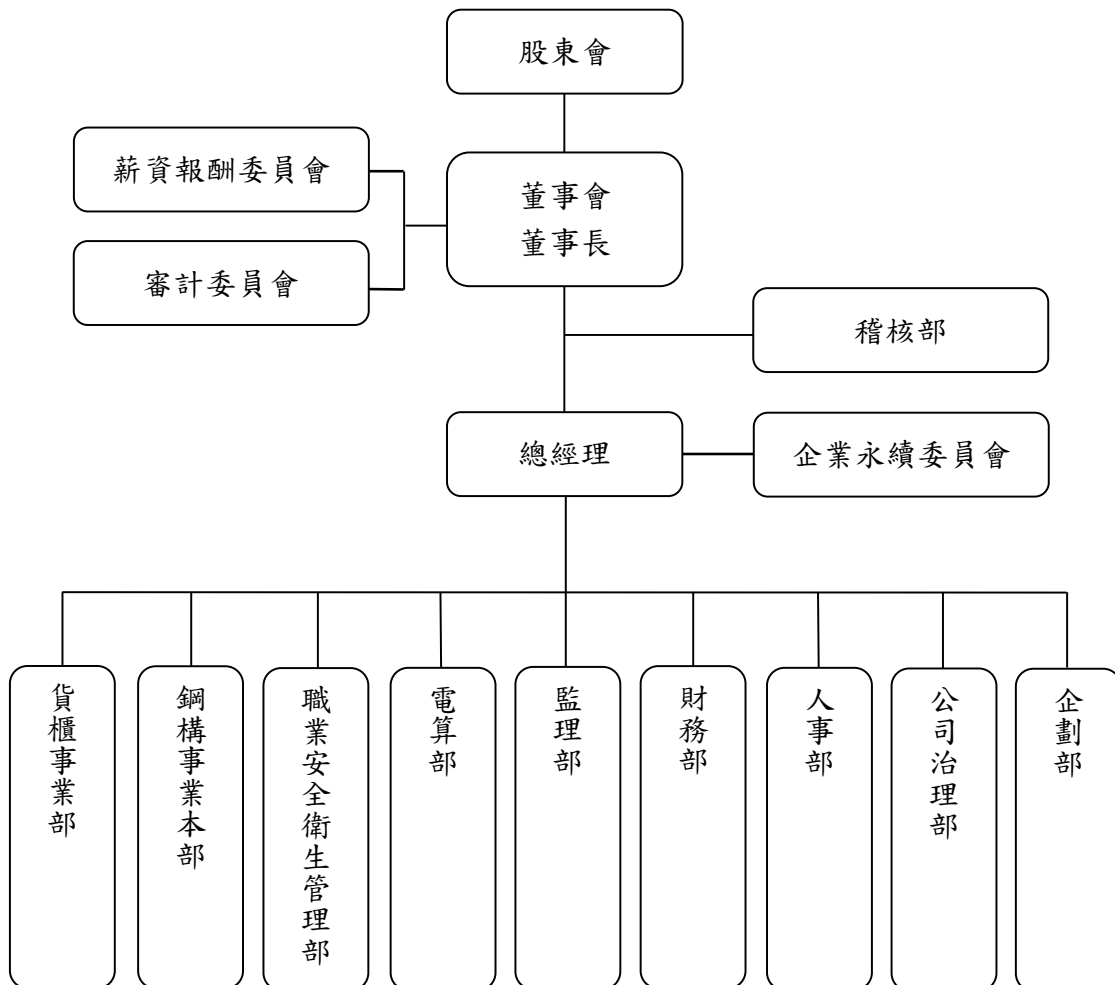 股東會
薪資報酬委員會
董事會
董事長
審計委員會
稽核部
總經理
企業永續委員會
貨櫃事業部
鋼構事業本部
職業安全衛生管理部
電算部
監理部
財務部
人事部
公司治理部
企劃部